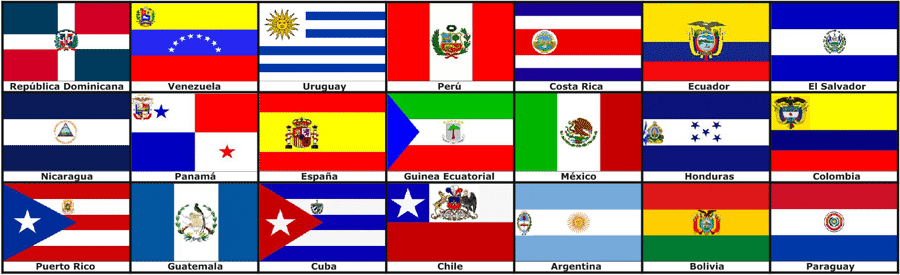 República Dominicana
Venezuela
Uruguay
Perú
Costa Rica
Ecuador
El Salvador
Nicaragua
Panamá
España
Guinea Ecuatorial
México
Honduras
Colombia
Puerto Rico
Guatemala
Cuba
Chile
Argentina
Bolivia
Paraguay